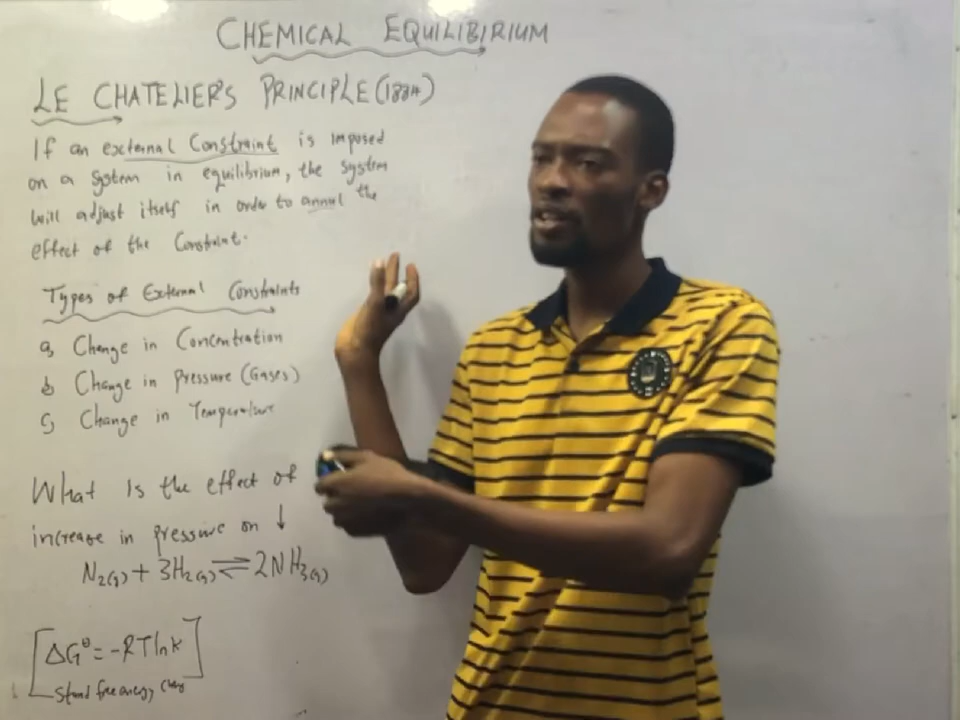 CHEMICAL EQUILIBIRIUM
LE CHATELIER'S PRINCIPLE (1884)
If an external Constraint is imposed
on a system in equilibrium, the system
will adjust itself in order to annul the
effect of the Constraint.
Types of External Constraints
a, Change in Concentration
b, Change in Pressure (Gases)
c, Change in Temperature
What is the effect of
increase in pressure on ↓
N₂(g) + 3H₂(g) ⇌ 2NH₃(g)
ΔG° = -RTlnK
free energy